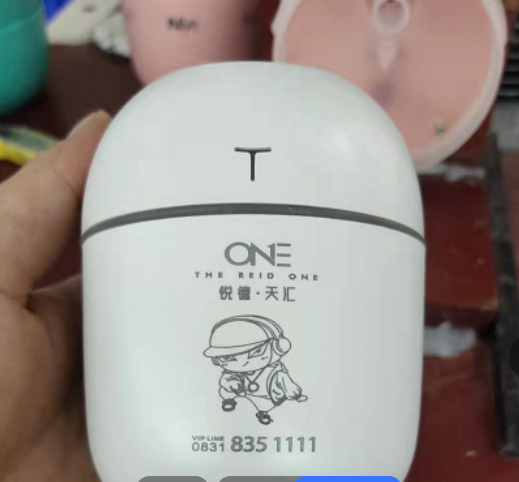 T
ONE
THE REID ONE
锐德·天汇
VIP LINE
0831 835 1111